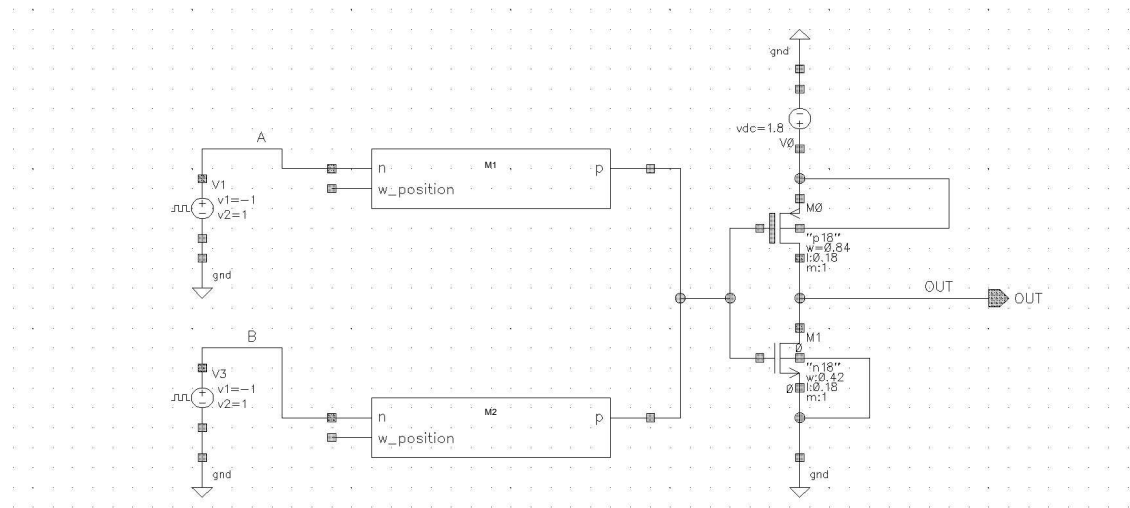 A
V1
v1=-1
v2=1
gnd
n
w_position
M1
p
B
V3
v1=-1
v2=1
gnd
n
w_position
M2
p
gnd
vdc=1.8
V0
M0
"p18"
w=0.84
l:0.18
m:1
OUT
OUT
M1
0
"n18"
w:0.42
0
l:0.18
m:1
gnd